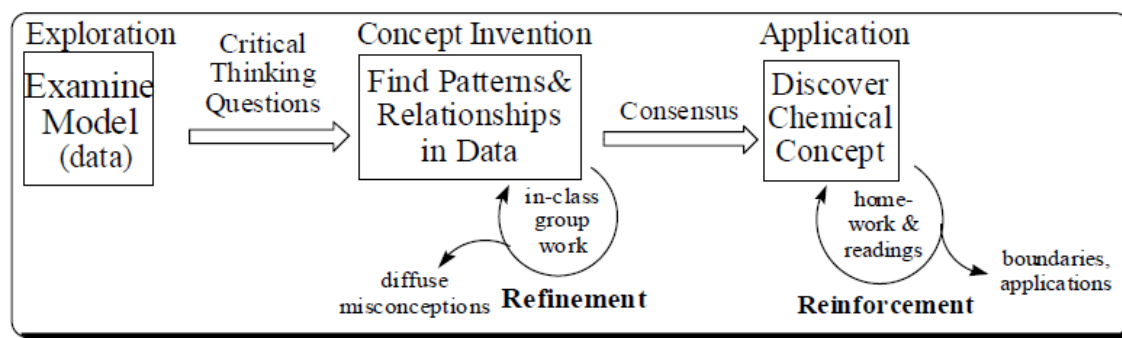 Exploration
Examine
Model
(data)
Critical
Thinking
Questions
Concept Invention
Find Patterns&
Relationships
in Data
in-class
group
work
diffuse
misconceptions
Refinement
Consensus
Application
Discover
Chemical
Concept
home-
work &
readings
boundaries,
applications
Reinforcement